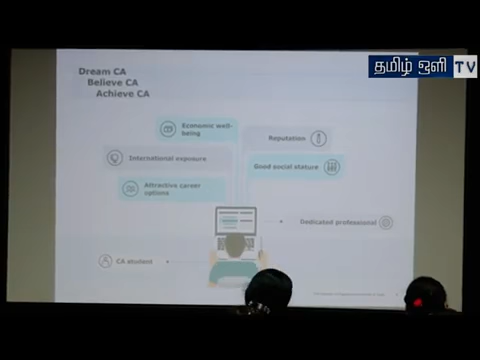 தமிழ் ஒளி TV
Dream CA
Believe CA
Achieve CA
Economic well-
being
Reputation
International exposure
Good social stature
Attractive career
options
Dedicated professional
CA student